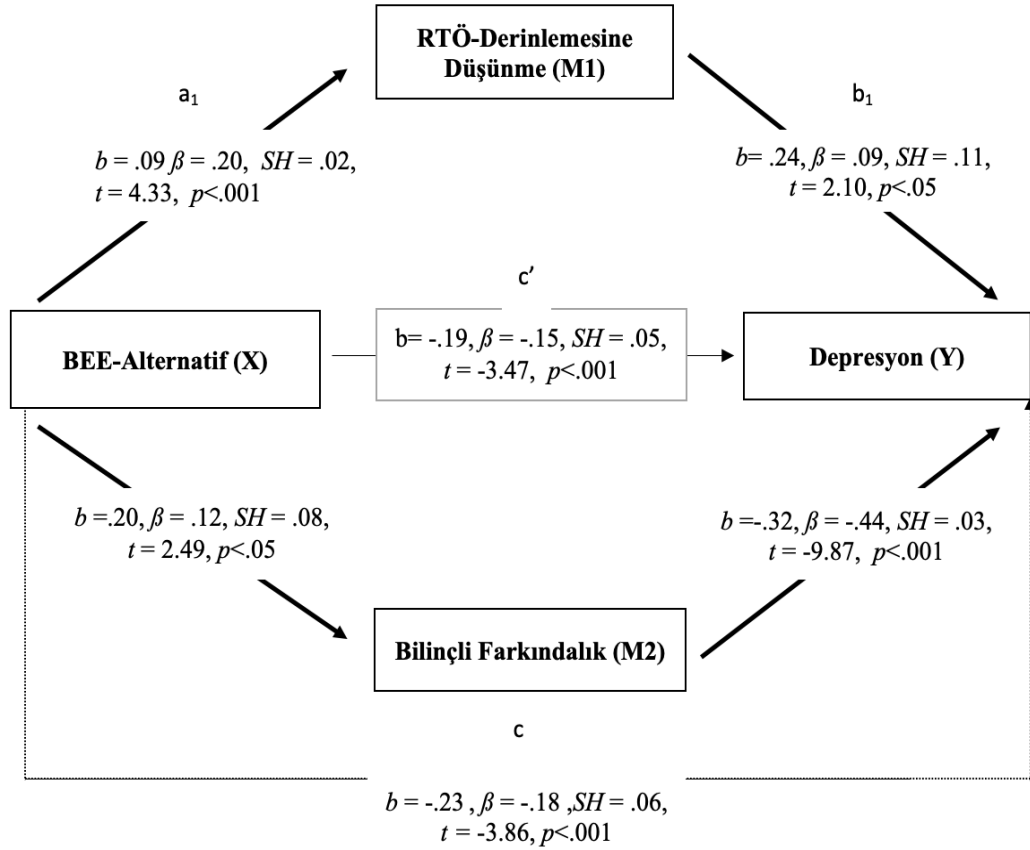 RTÖ-Derinlemesine
Düşünme (M1)
a₁
b₁
b = .09 β = .20, SH = .02,
t = 4.33, p<.001
b= .24, β = .09, SH = .11,
t = 2.10, p<.05
c’
BEE-Alternatif (X)
b= -.19, β = -.15, SH = .05,
t = -3.47, p<.001
Depresyon (Y)
b =.20, β = .12, SH = .08,
t = 2.49, p<.05
b =-.32, β = -.44, SH = .03,
t = -9.87, p<.001
Bilinçli Farkındalık (M2)
c
b = -.23 , β = -.18 ,SH = .06,
t = -3.86, p<.001